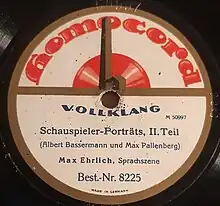 Homocord
VOLLKLANG
M 50997
Schauspieler-Porträts, II. Teil
(Albert Bassermann und Max Pallenberg)
Max Ehrlich, Sprachszene
Best.-Nr. 8225
MADE IN GERMANY